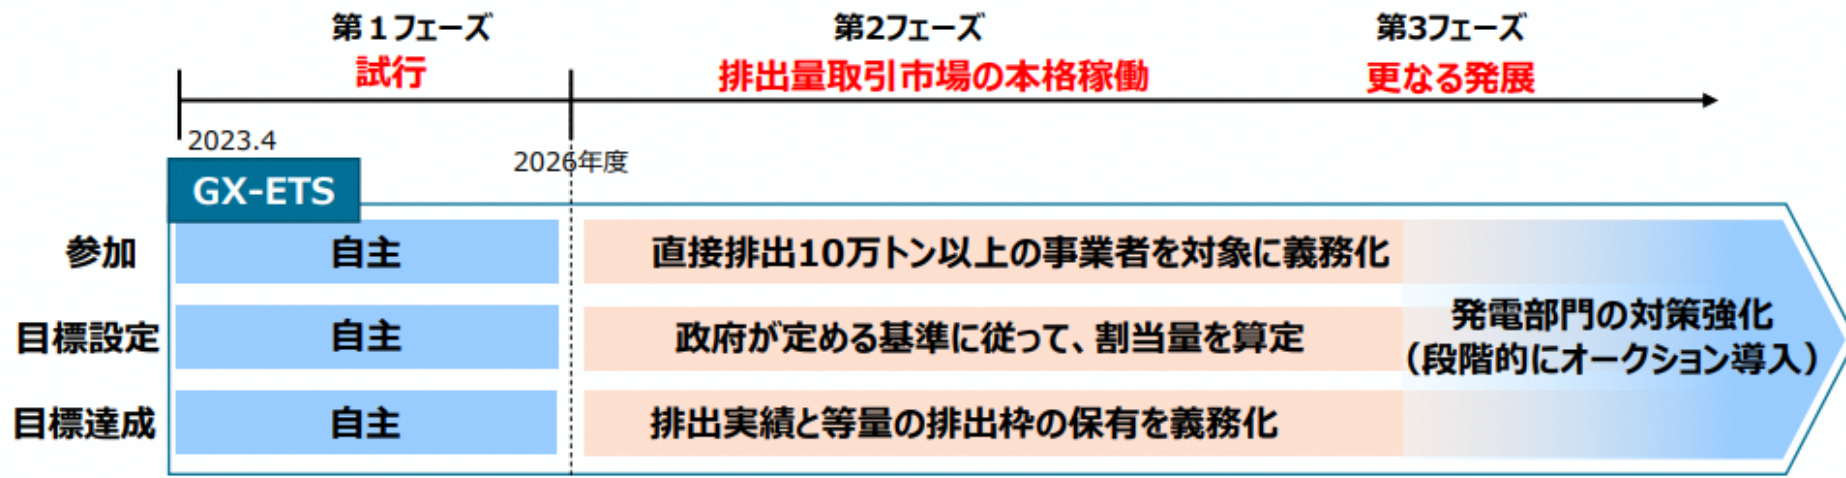 第１フェーズ
試行
第2フェーズ
排出量取引市場の本格稼働
第3フェーズ
更なる発展
2023.4
2026年度
GX-ETS
参加
自主
直接排出10万トン以上の事業者を対象に義務化
目標設定
自主
政府が定める基準に従って、割当量を算定
目標達成
自主
排出実績と等量の排出枠の保有を義務化
発電部門の対策強化
（段階的にオークション導入）